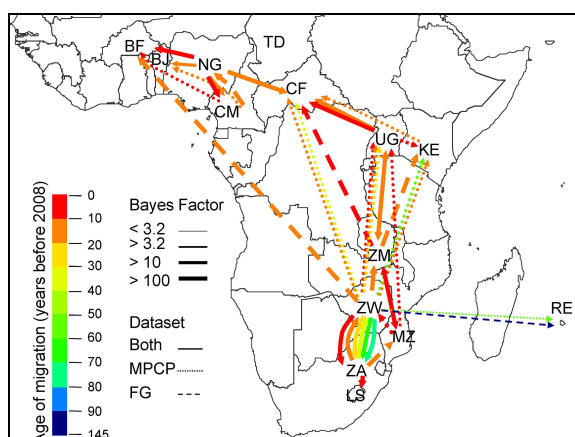 BF
BJ
NG
TD
CM
CF
UG
KE
ZM
ZW
MZ
RE
ZA
LS
Age of migration (years before 2008)
0
10
20
30
40
50
60
70
80
90
145
Bayes Factor
< 3.2
> 3.2
> 10
> 100
Dataset
Both
MPCP
FG